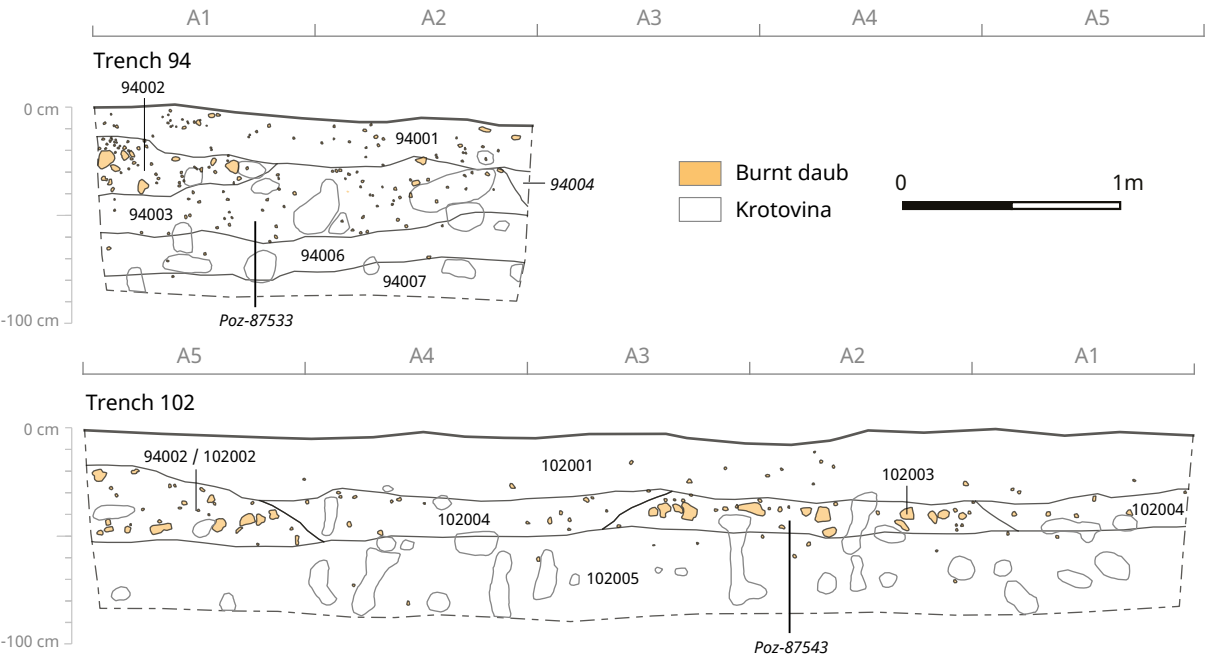 A1 A2 A3 A4 A5
Trench 94
94002
0 cm
94001
94004
94003
94006
94007
-100 cm
Poz-87533
Burnt daub
Krotovina
0 1m
A5 A4 A3 A2 A1
Trench 102
0 cm
94002 / 102002
102001
102003
102004
102004
102005
-100 cm
Poz-87543